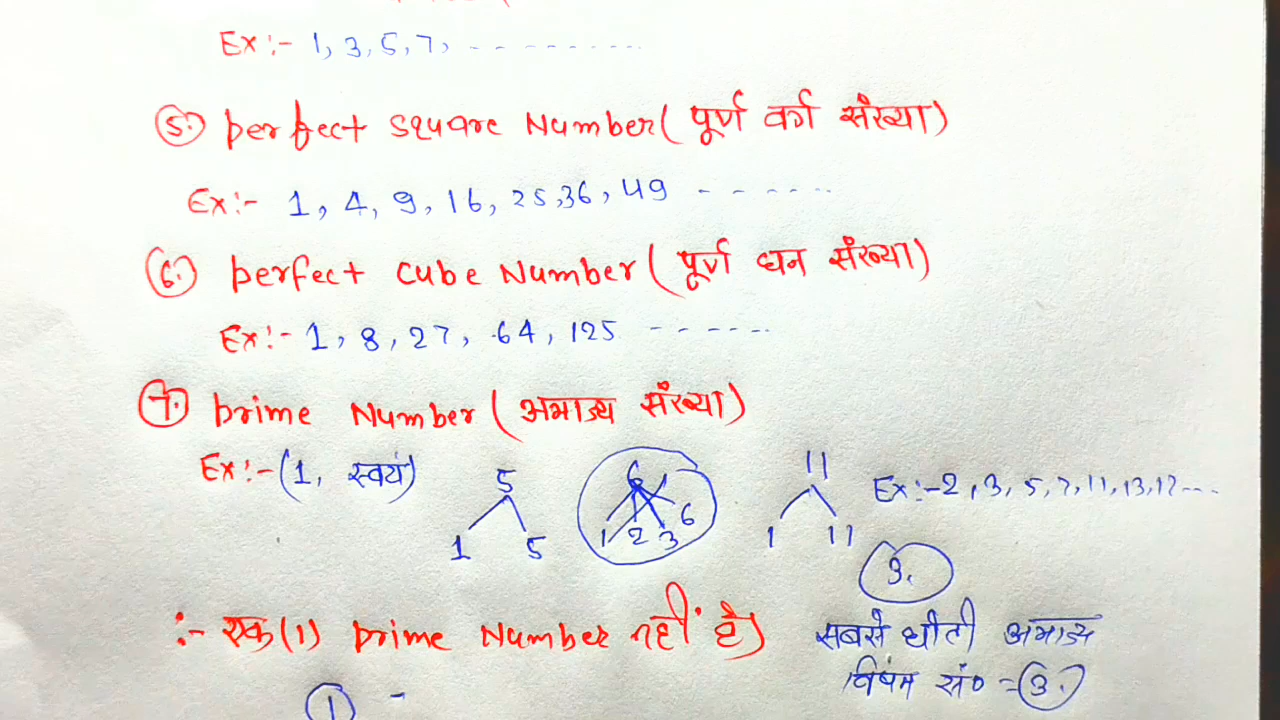 Ex:- 1, 3, 5, 7, ----------
5. perfect square Number (पूर्ण वर्ग संख्या)
Ex:- 1, 4, 9, 16, 25, 36, 49 ------
6. perfect cube Number (पूर्ण घन संख्या)
Ex:- 1, 8, 27, 64, 125 ------
7. prime Number (अभाज्य संख्या)
Ex:- (1, स्वयं)
5
1 5
6
1 2 3 6
11
1 11
Ex:- 2, 3, 5, 7, 11, 13, 17 ---
3.
:- एक (1) prime Number नहीं है)
सबसे छोटी अभाज्य
विषम सं० = 3.
1 -